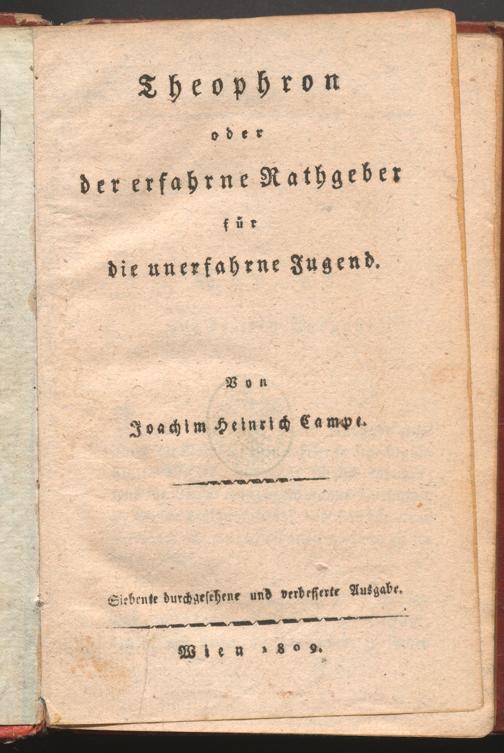 Theophron
oder
der erfahrne Rathgeber
für
die unerfahrne Jugend.
Von
Joachim Heinrich Campe.
Siebente durchgesehene und verbesserte Ausgabe.
Wien 1809.